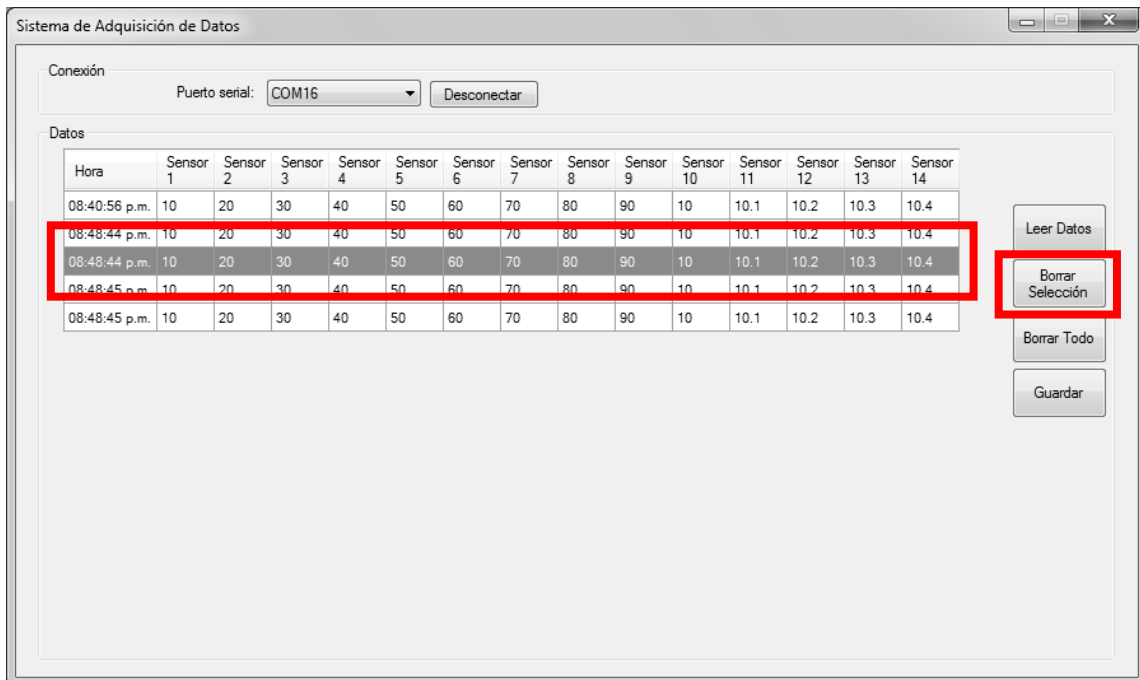 Sistema de Adquisición de Datos
Conexión
Puerto serial: COM16 Desconectar
Datos
Hora Sensor 1 Sensor 2 Sensor 3 Sensor 4 Sensor 5 Sensor 6 Sensor 7 Sensor 8 Sensor 9 Sensor 10 Sensor 11 Sensor 12 Sensor 13 Sensor 14
08:40:56 p.m. 10 20 30 40 50 60 70 80 90 10 10.1 10.2 10.3 10.4
08:48:44 p.m. 10 20 30 40 50 60 70 80 90 10 10.1 10.2 10.3 10.4
08:48:44 p.m. 10 20 30 40 50 60 70 80 90 10 10.1 10.2 10.3 10.4
08:48:45 p.m. 10 20 30 40 50 60 70 80 90 10 10.1 10.2 10.3 10.4
08:48:45 p.m. 10 20 30 40 50 60 70 80 90 10 10.1 10.2 10.3 10.4
Leer Datos
Borrar
Selección
Borrar Todo
Guardar